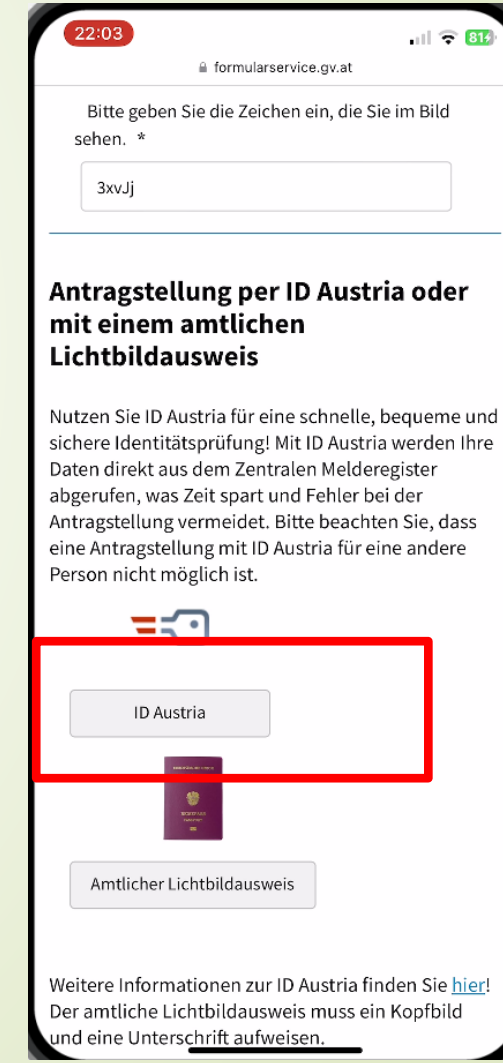 22:03
81
formularservice.gv.at
Bitte geben Sie die Zeichen ein, die Sie im Bild
sehen. *
3xvJj
Antragstellung per ID Austria oder
mit einem amtlichen
Lichtbildausweis
Nutzen Sie ID Austria für eine schnelle, bequeme und
sichere Identitätsprüfung! Mit ID Austria werden Ihre
Daten direkt aus dem Zentralen Melderegister
abgerufen, was Zeit spart und Fehler bei der
Antragstellung vermeidet. Bitte beachten Sie, dass
eine Antragstellung mit ID Austria für eine andere
Person nicht möglich ist.
ID Austria
Amtlicher Lichtbildausweis
Weitere Informationen zur ID Austria finden Sie hier!
Der amtliche Lichtbildausweis muss ein Kopfbild
und eine Unterschrift aufweisen.